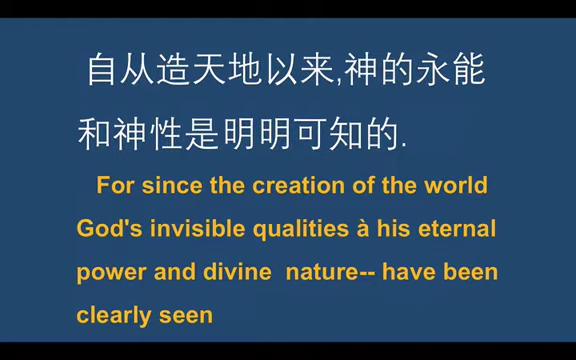 自从造天地以来,神的永能
和神性是明明可知的.
For since the creation of the world
God's invisible qualities à his eternal
power and divine nature-- have been
clearly seen